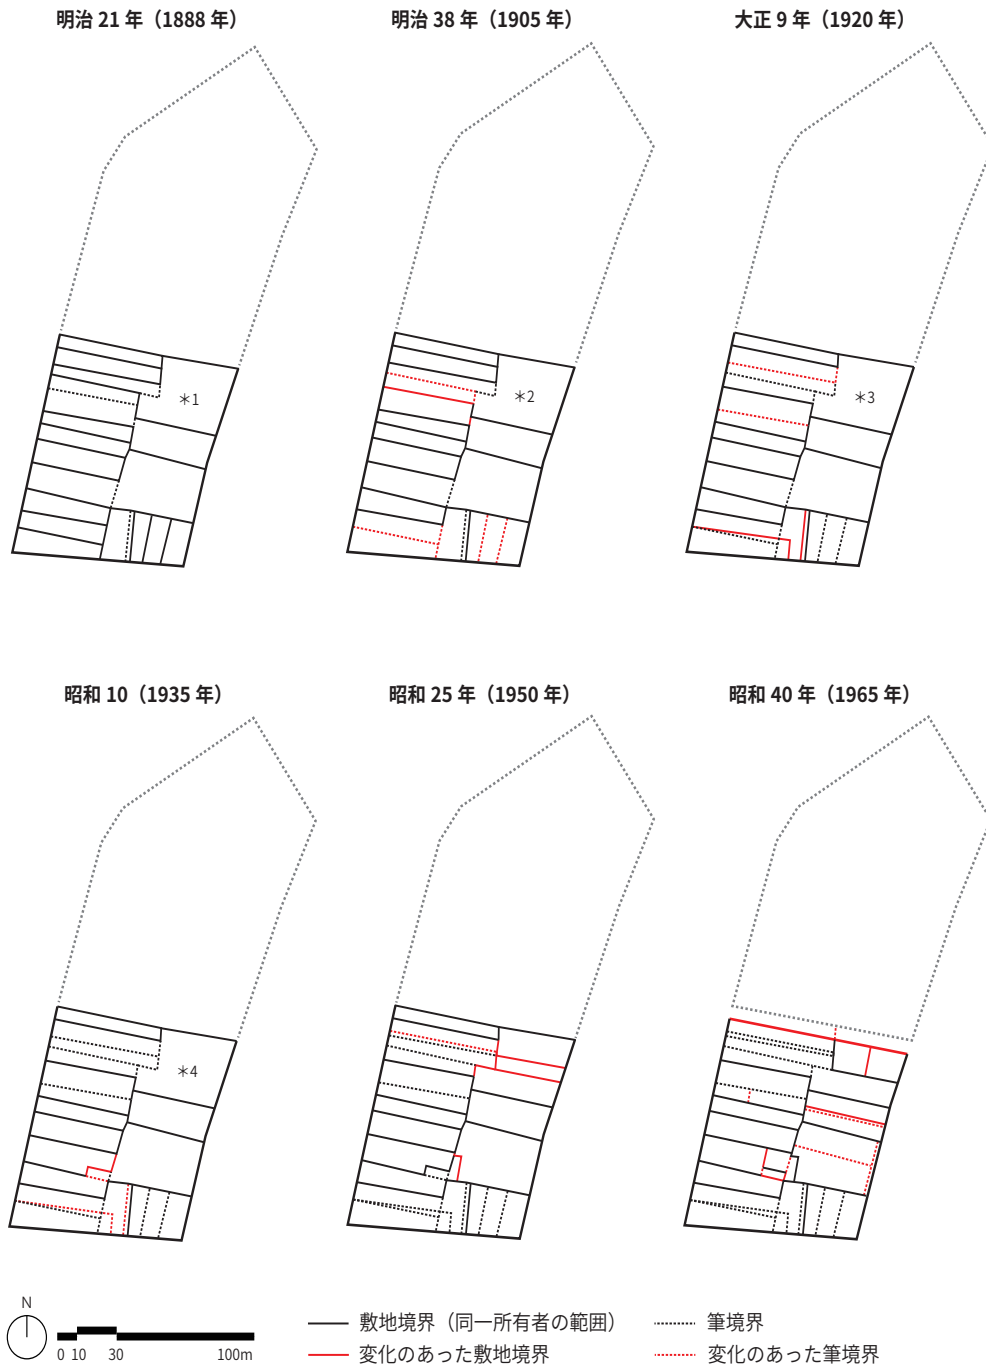 明治 21 年（1888 年）
明治 38 年（1905 年）
大正 9 年（1920 年）
＊1
＊2
＊3
昭和 10（1935 年）
昭和 25 年（1950 年）
昭和 40 年（1965 年）
＊4
N
0 10 30 100m
敷地境界（同一所有者の範囲）
筆境界
変化のあった敷地境界
変化のあった筆境界